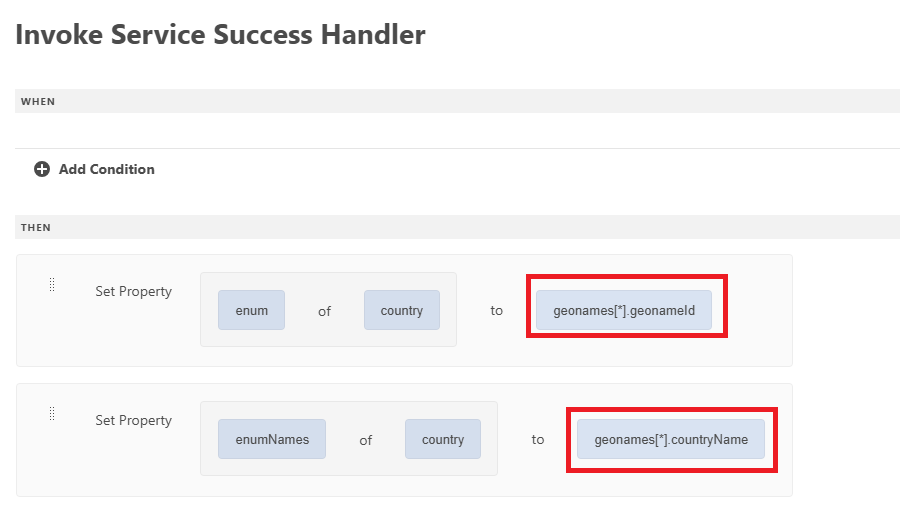 Invoke Service Success Handler
WHEN
Add Condition
THEN
Set Property enum of country to geonames[*].geonameId
Set Property enumNames of country to geonames[*].countryName